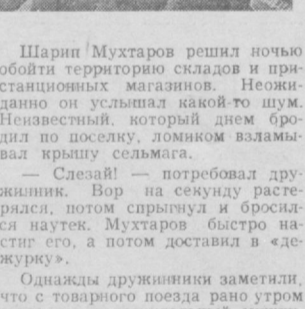 Шарип Мухтаров решил ночью
обойти территорию складов и при-
станционных магазинов. Неожи-
данно он услышал какой-то шум.
Неизвестный, который днем бро-
дил по поселку, ломиком взламы-
вал крышу сельмага.
— Слезай! — потребовал дру-
жинник. Вор на секунду расте-
рялся, потом спрыгнул и бросил-
ся наутек. Мухтаров быстро на-
стиг его, а потом доставил в «де-
журку».
Однажды дружинники заметили,
что с товарного поезда рано утром